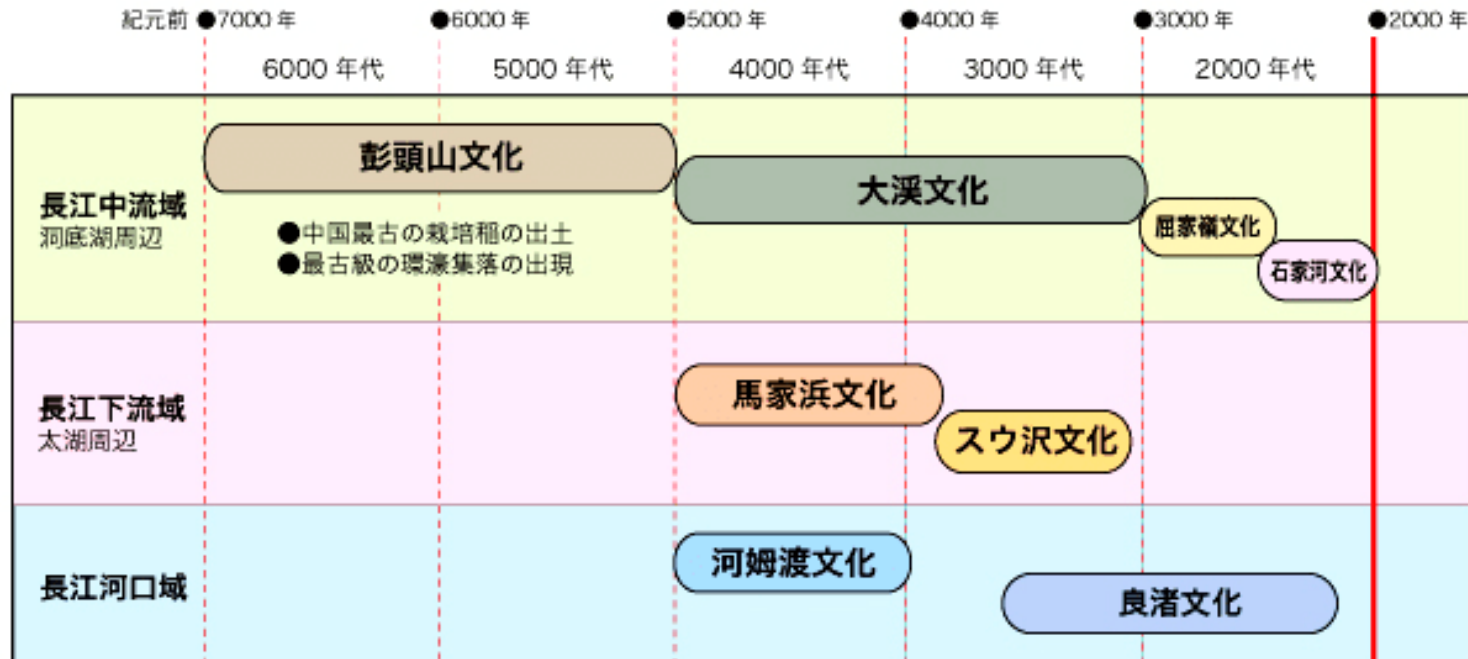 紀元前 ●7000 年 ●6000 年 ●5000 年 ●4000 年 ●3000 年 ●2000 年
6000 年代 5000 年代 4000 年代 3000 年代 2000 年代
彭頭山文化
大渓文化
長江中流域
洞底湖周辺
屈家嶺文化
●中国最古の栽培稲の出土
●最古級の環濠集落の出現
石家河文化
馬家浜文化
長江下流域
太湖周辺
スウ沢文化
河姆渡文化
長江河口域
良渚文化